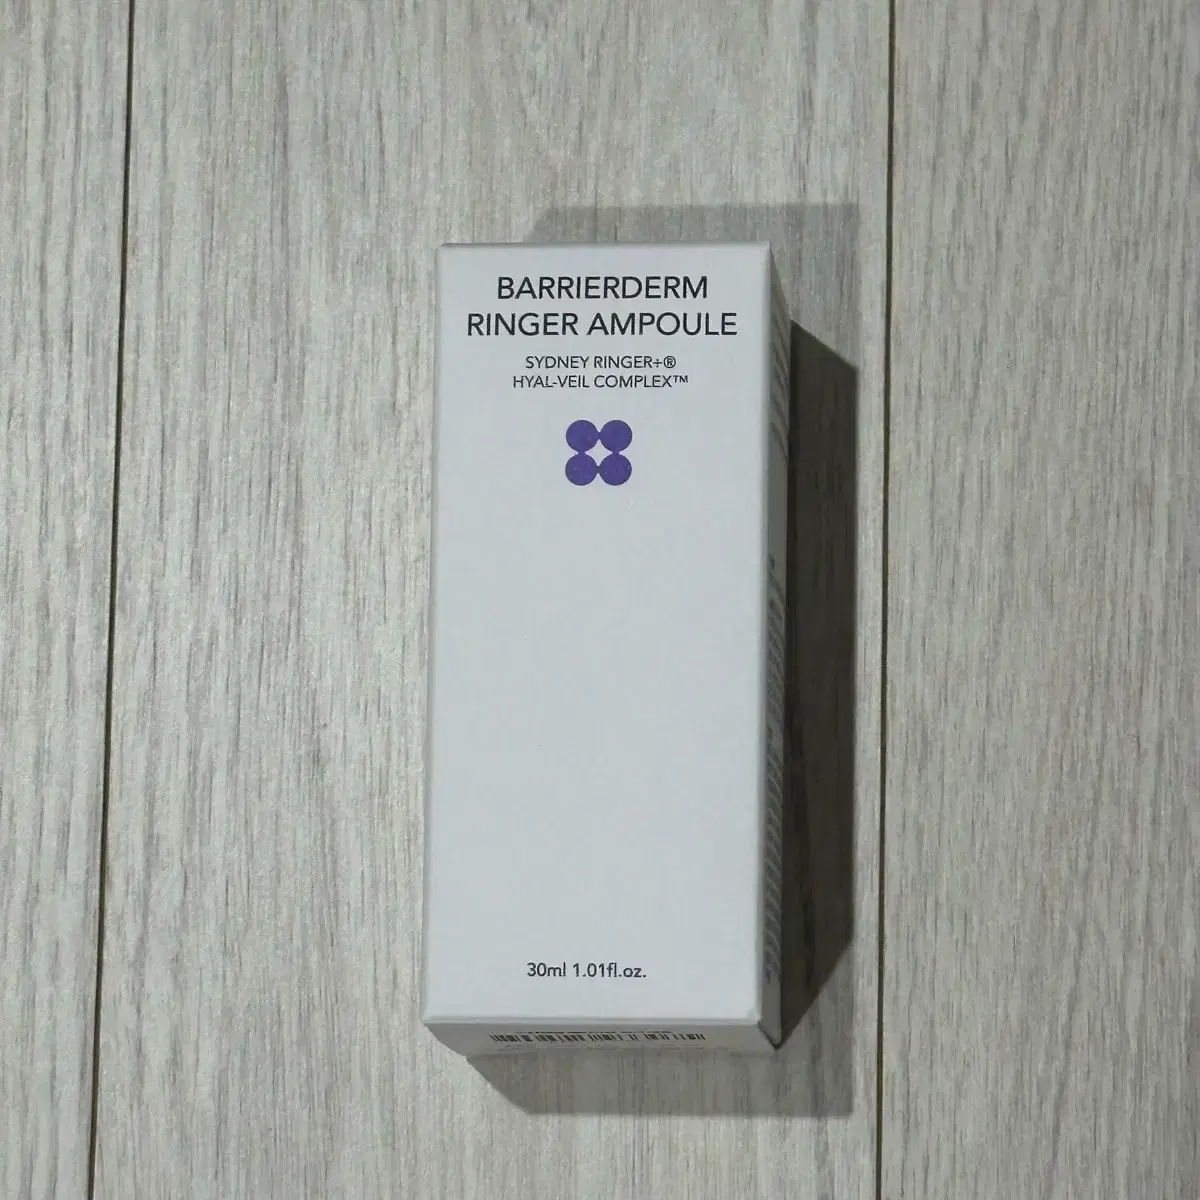 BARRIERDERM
RINGER AMPOULE
SYDNEY RINGER+®
HYAL-VEIL COMPLEX™
30ml 1.01fl.oz.